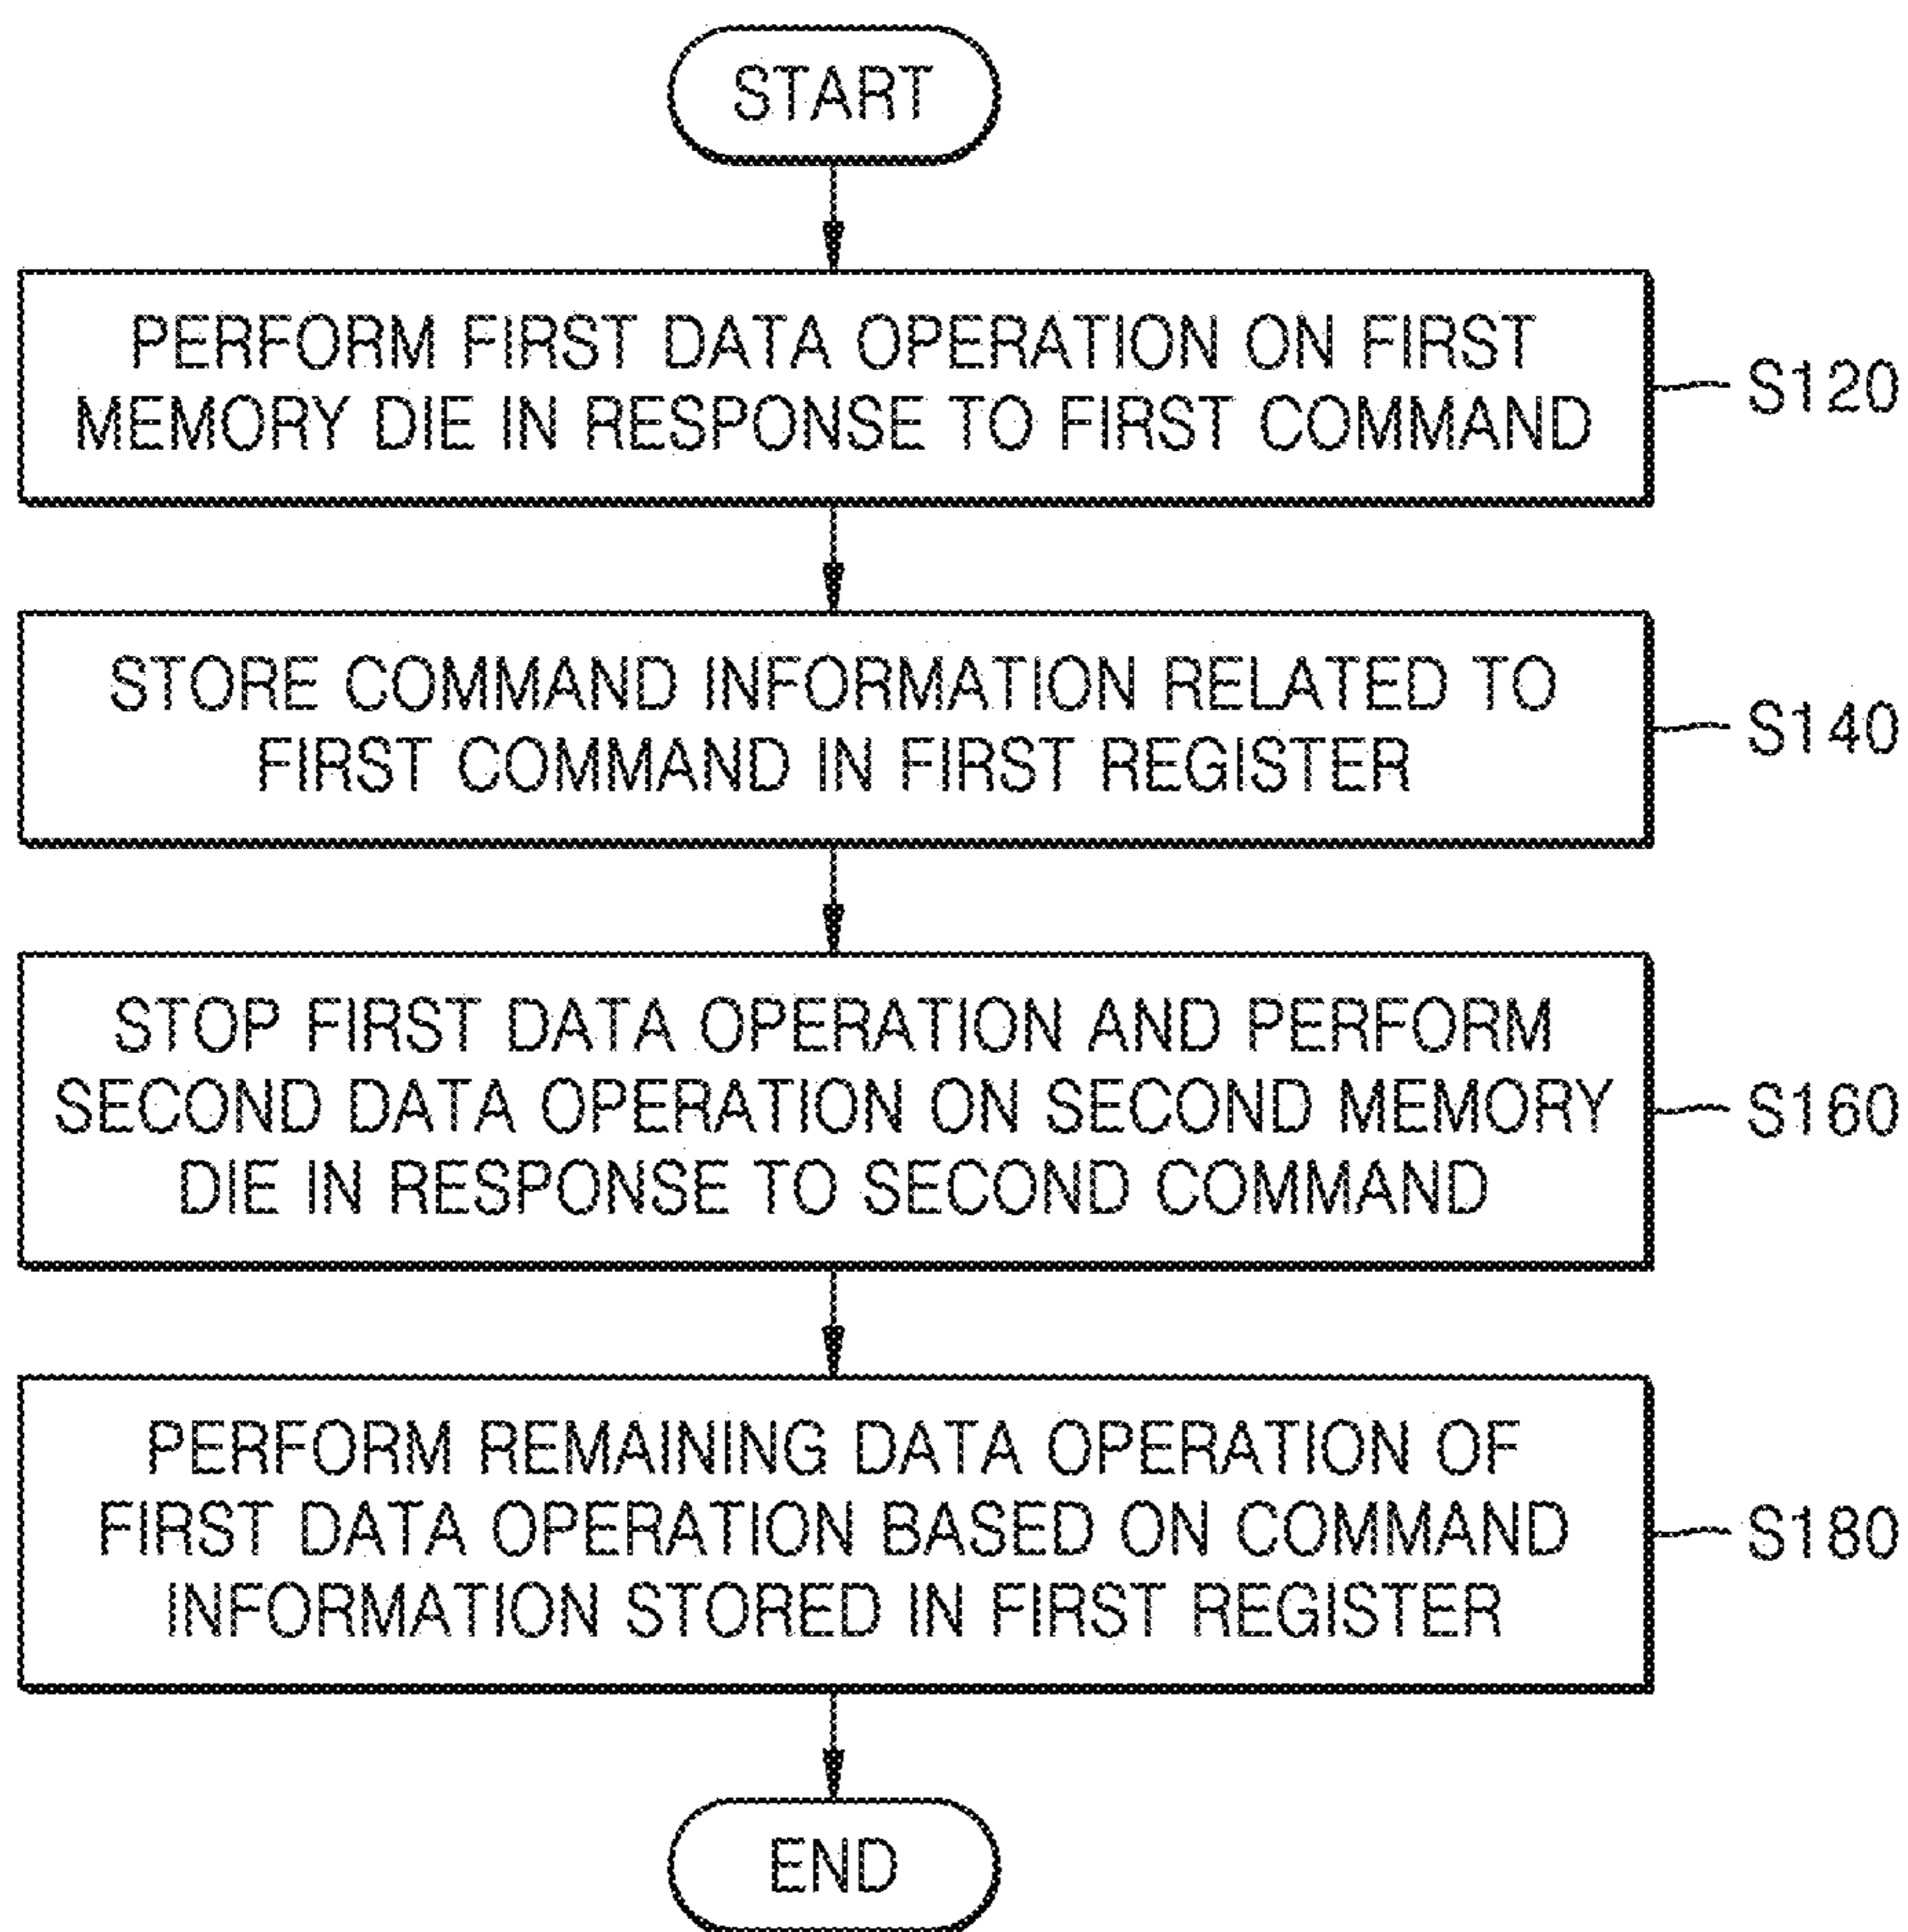 START
PERFORM FIRST DATA OPERATION ON FIRST
MEMORY DIE IN RESPONSE TO FIRST COMMAND
S120
STORE COMMAND INFORMATION RELATED TO
FIRST COMMAND IN FIRST REGISTER
S140
STOP FIRST DATA OPERATION AND PERFORM
SECOND DATA OPERATION ON SECOND MEMORY
DIE IN RESPONSE TO SECOND COMMAND
S160
PERFORM REMAINING DATA OPERATION OF
FIRST DATA OPERATION BASED ON COMMAND
INFORMATION STORED IN FIRST REGISTER
S180
END